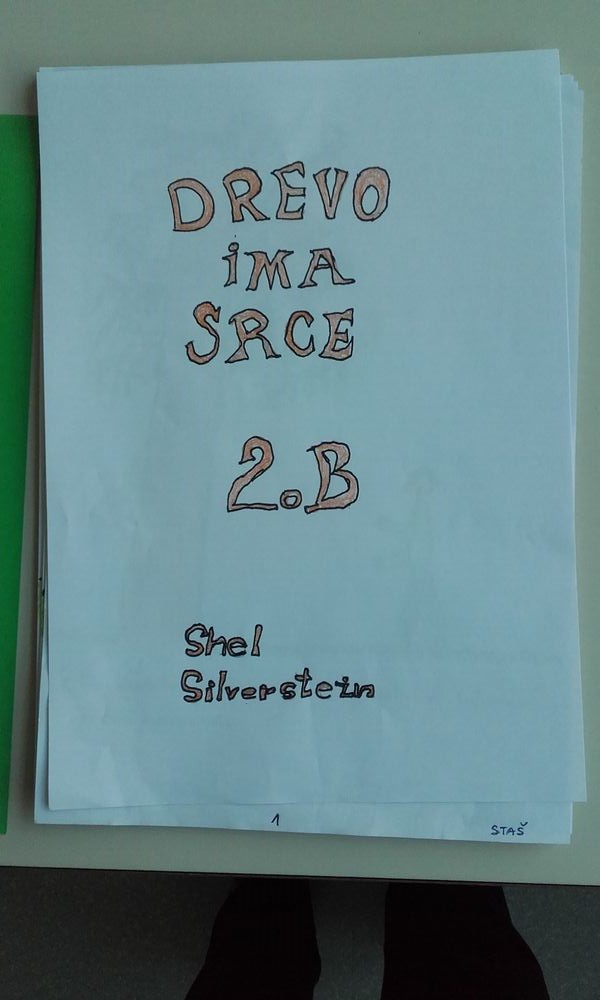 DREVO
iMA
SRCE
2.B
Shel
Silverstein
1
STAŠ